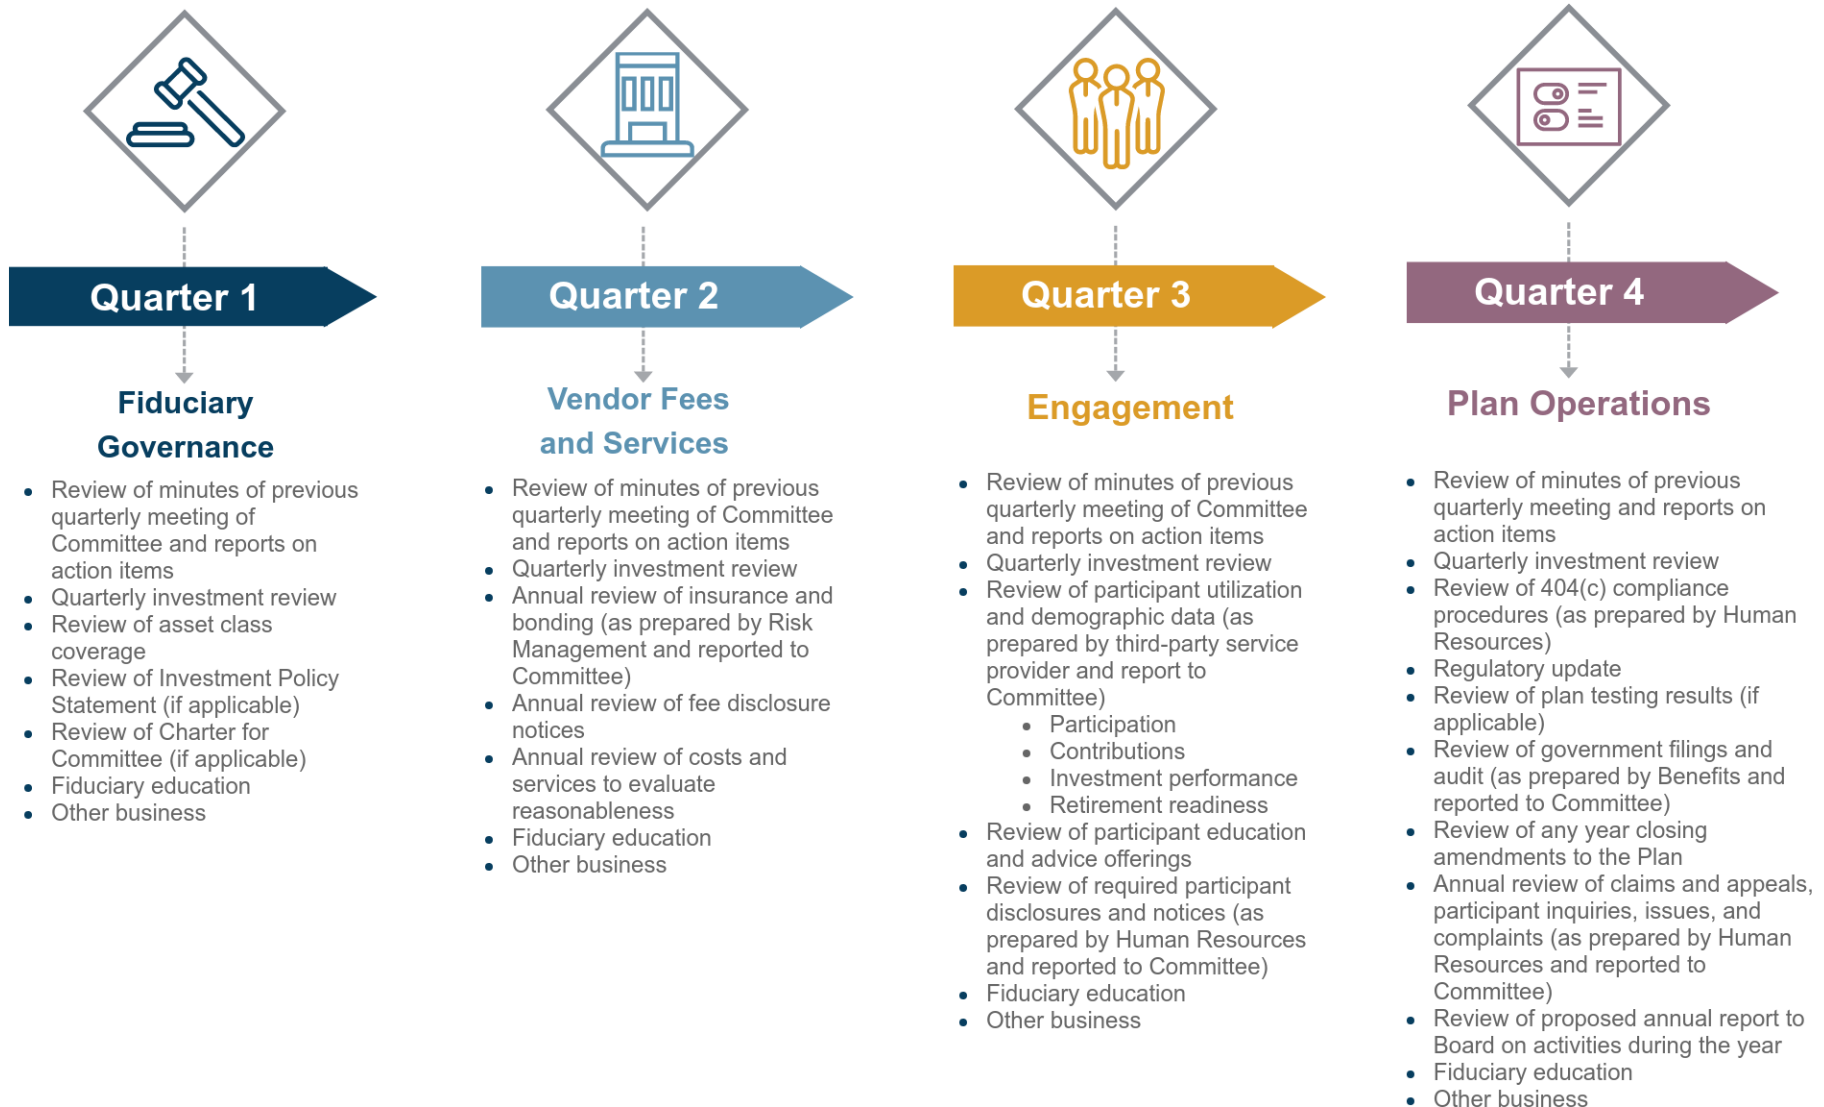 Quarter 1
Fiduciary
Governance
• Review of minutes of previous
quarterly meeting of
Committee and reports on
action items
• Quarterly investment review
• Review of asset class
coverage
• Review of Investment Policy
Statement (if applicable)
• Review of Charter for
Committee (if applicable)
• Fiduciary education
• Other business
Quarter 2
Vendor Fees
and Services
• Review of minutes of previous
quarterly meeting of Committee
and reports on action items
• Quarterly investment review
• Annual review of insurance and
bonding (as prepared by Risk
Management and reported to
Committee)
• Annual review of fee disclosure
notices
• Annual review of costs and
services to evaluate
reasonableness
• Fiduciary education
• Other business
Quarter 3
Engagement
• Review of minutes of previous
quarterly meeting of Committee
and reports on action items
• Quarterly investment review
• Review of participant utilization
and demographic data (as
prepared by third-party service
provider and report to
Committee)
• Participation
• Contributions
• Investment performance
• Retirement readiness
• Review of participant education
and advice offerings
• Review of required participant
disclosures and notices (as
prepared by Human Resources
and reported to Committee)
• Fiduciary education
• Other business
Quarter 4
Plan Operations
• Review of minutes of previous
quarterly meeting and reports on
action items
• Quarterly investment review
• Review of 404(c) compliance
procedures (as prepared by Human
Resources)
• Regulatory update
• Review of plan testing results (if
applicable)
• Review of government filings and
audit (as prepared by Benefits and
reported to Committee)
• Review of any year closing
amendments to the Plan
• Annual review of claims and appeals,
participant inquiries, issues, and
complaints (as prepared by Human
Resources and reported to
Committee)
• Review of proposed annual report to
Board on activities during the year
• Fiduciary education
• Other business